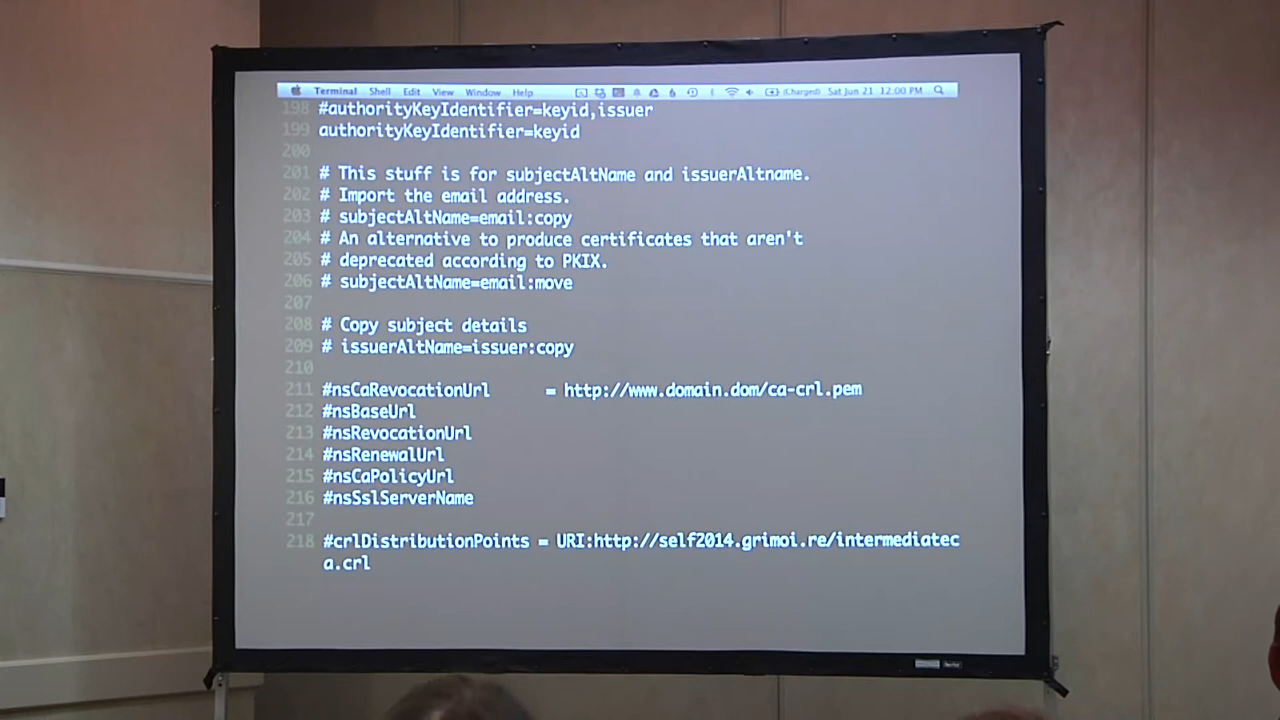 Terminal Shell Edit View Window Help (Charged) Sat Jun 21 12:00 PM
198 #authorityKeyIdentifier=keyid,issuer
199 authorityKeyIdentifier=keyid
200
201 # This stuff is for subjectAltName and issuerAltname.
202 # Import the email address.
203 # subjectAltName=email:copy
204 # An alternative to produce certificates that aren't
205 # deprecated according to PKIX.
206 # subjectAltName=email:move
207
208 # Copy subject details
209 # issuerAltName=issuer:copy
210
211 #nsCaRevocationUrl = http://www.domain.dom/ca-crl.pem
212 #nsBaseUrl
213 #nsRevocationUrl
214 #nsRenewalUrl
215 #nsCaPolicyUrl
216 #nsSslServerName
217
218 #crlDistributionPoints = URI:http://self2014.grimoi.re/intermediatec
a.crl